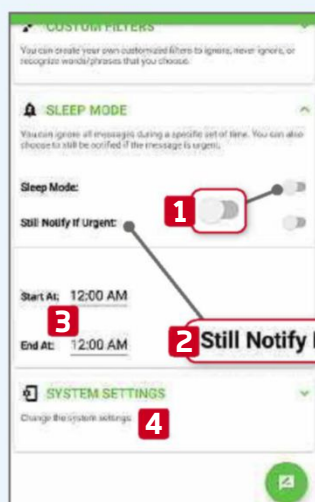 CUSTOM FILTERS
You can create your own customized filters to ignore, never ignore, or
recognize words/phrases that you choose.
SLEEP MODE
You can ignore all messages during a specific set of time. You can also
choose to still be notified if the message is urgent.
Sleep Mode:
1
Still Notify If Urgent:
Start At: 12:00 AM
3
End At: 12:00 AM
2 Still Notify I
SYSTEM SETTINGS
Change the system settings.
4